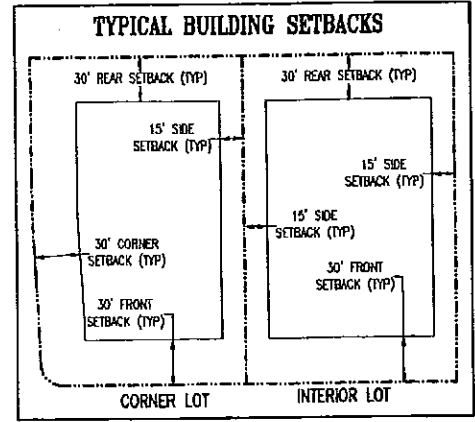 TYPICAL BUILDING SETBACKS
30' REAR SETBACK (TYP)
30' REAR SETBACKS (TYP)
15' SIDE
SETBACK (TYP)
15' SIDE
SETBACK (TYP)
15' SIDE
SETBACK (TYP)
30' CORNER
SETBACK (TYP)
30' FRONT
SETBACK (TYP)
30' FRONT
SETBACK (TYP)
CORNER LOT
INTERIOR LOT